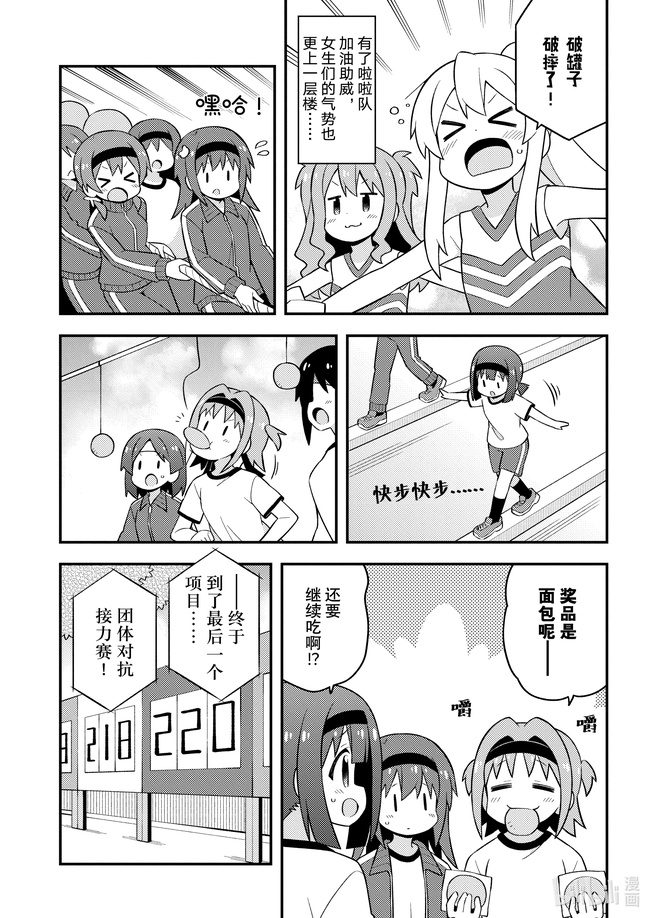 破罐子
破摔了！
有了啦啦队
加油助威，
女生们的气势也
更上一层楼……
嘿哈！
快步快步……
奖品是
面包呢——
嚼
嚼
还要
继续吃啊!?
——终于
到了最后一个
项目……
团体对抗
接力赛！
218
220
漫画